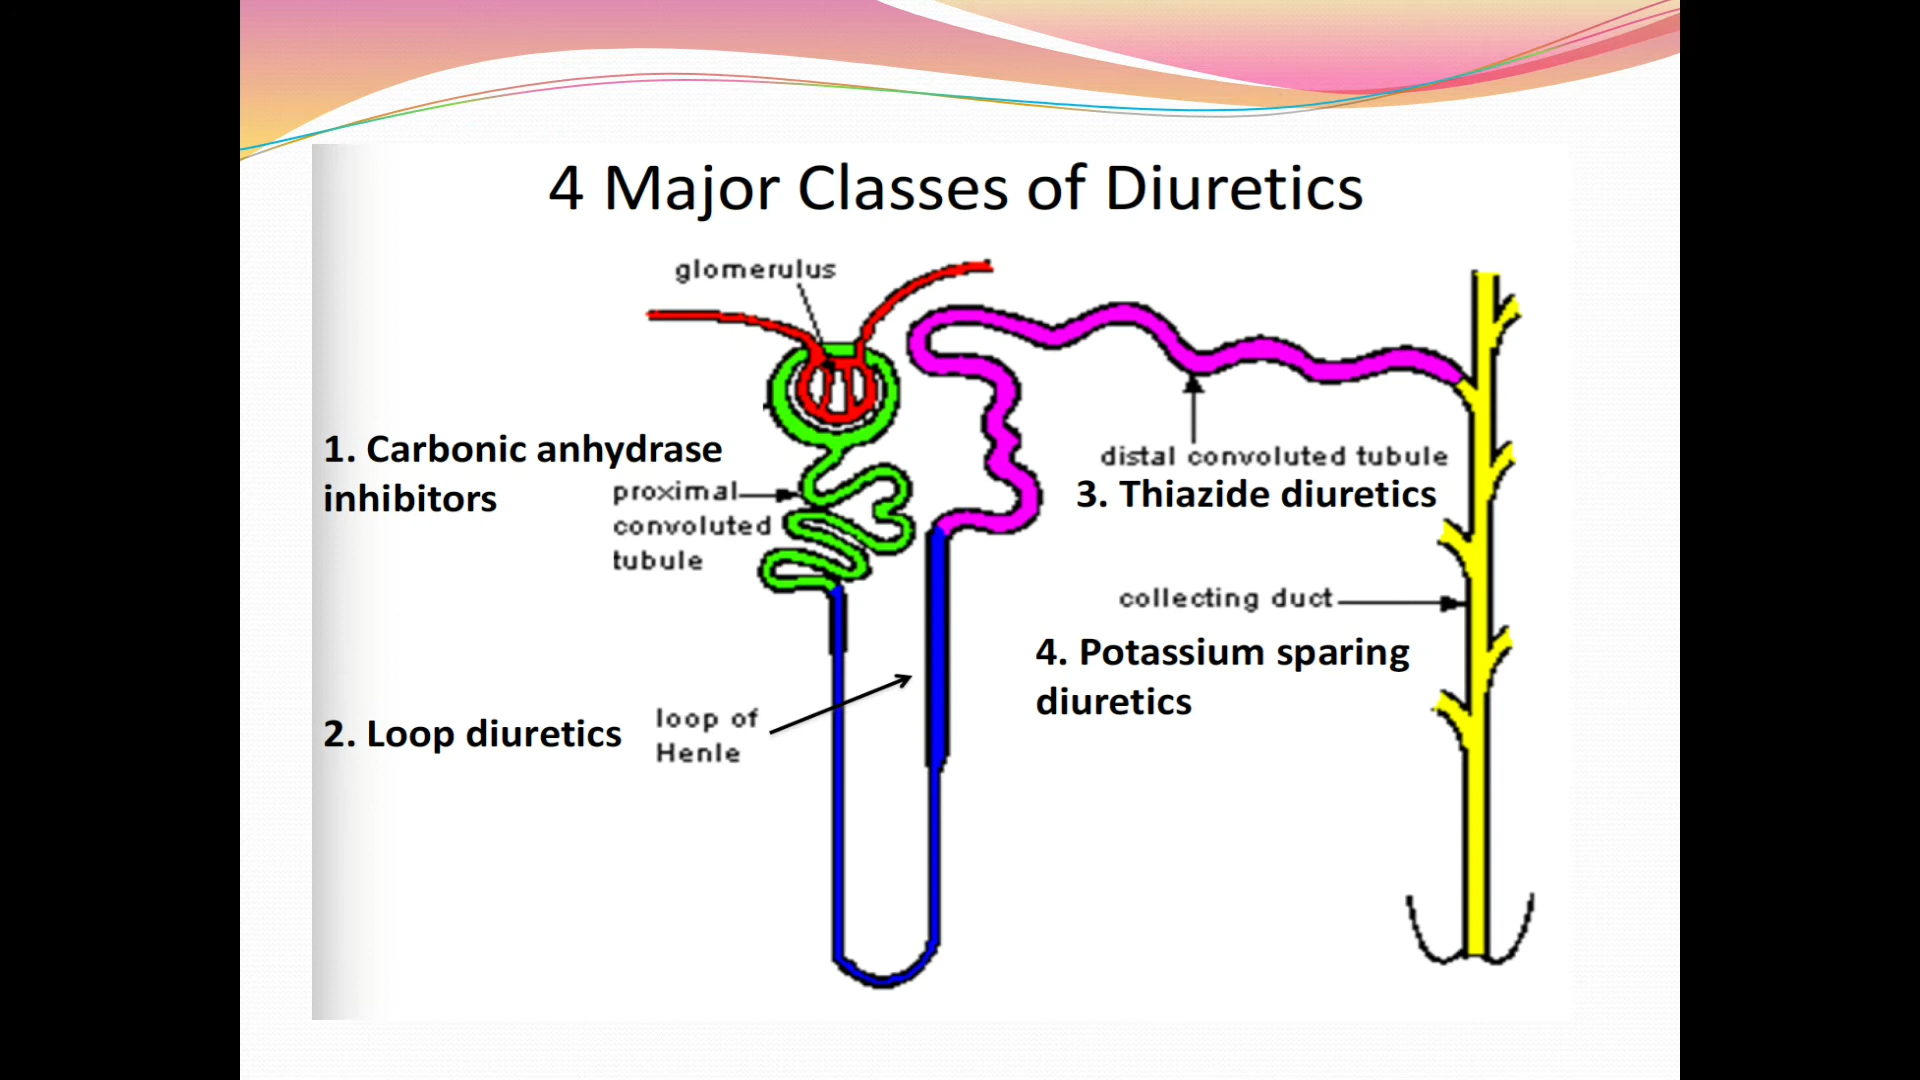 4 Major Classes of Diuretics
glomerulus
1. Carbonic anhydrase
inhibitors
proximal
convoluted
tubule
distal convoluted tubule
3. Thiazide diuretics
collecting duct
4. Potassium sparing
diuretics
2. Loop diuretics
loop of
Henle